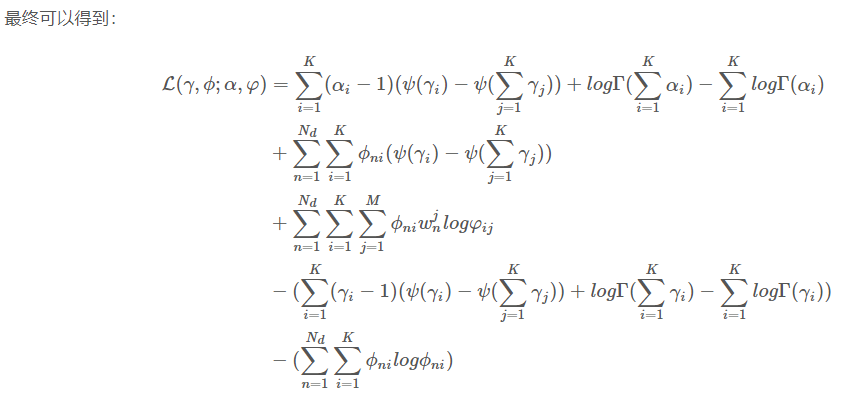 最终可以得到：
$$\mathcal{L}(\gamma,\phi;\alpha,\varphi) = \sum_{i=1}^{K}(\alpha_i-1)(\psi(\gamma_i)-\psi(\sum_{j=1}^{K}\gamma_j))+log\Gamma(\sum_{i=1}^{K}\alpha_i)-\sum_{i=1}^{K}log\Gamma(\alpha_i)$$
$$+\sum_{n=1}^{N_d}\sum_{i=1}^{K}\phi_{ni}(\psi(\gamma_i)-\psi(\sum_{j=1}^{K}\gamma_j))$$
$$+\sum_{n=1}^{N_d}\sum_{i=1}^{K}\sum_{j=1}^{M}\phi_{ni}w_n^j log\varphi_{ij}$$
$$-(\sum_{i=1}^{K}(\gamma_i-1)(\psi(\gamma_i)-\psi(\sum_{j=1}^{K}\gamma_j))+log\Gamma(\sum_{i=1}^{K}\gamma_i)-\sum_{i=1}^{K}log\Gamma(\gamma_i))$$
$$-(\sum_{n=1}^{N_d}\sum_{i=1}^{K}\phi_{ni}log\phi_{ni})$$